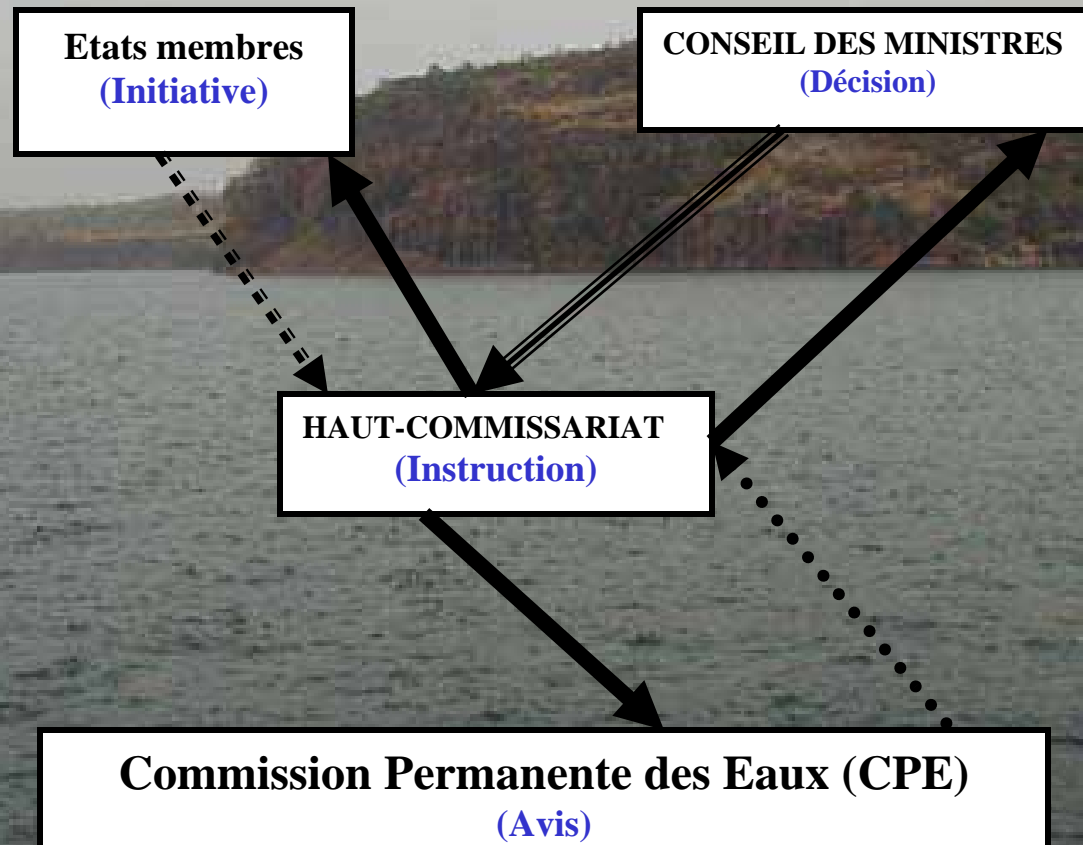 Etats membres
(Initiative)
CONSEIL DES MINISTRES
(Décision)
HAUT-COMMISSARIAT
(Instruction)
Commission Permanente des Eaux (CPE)
(Avis)